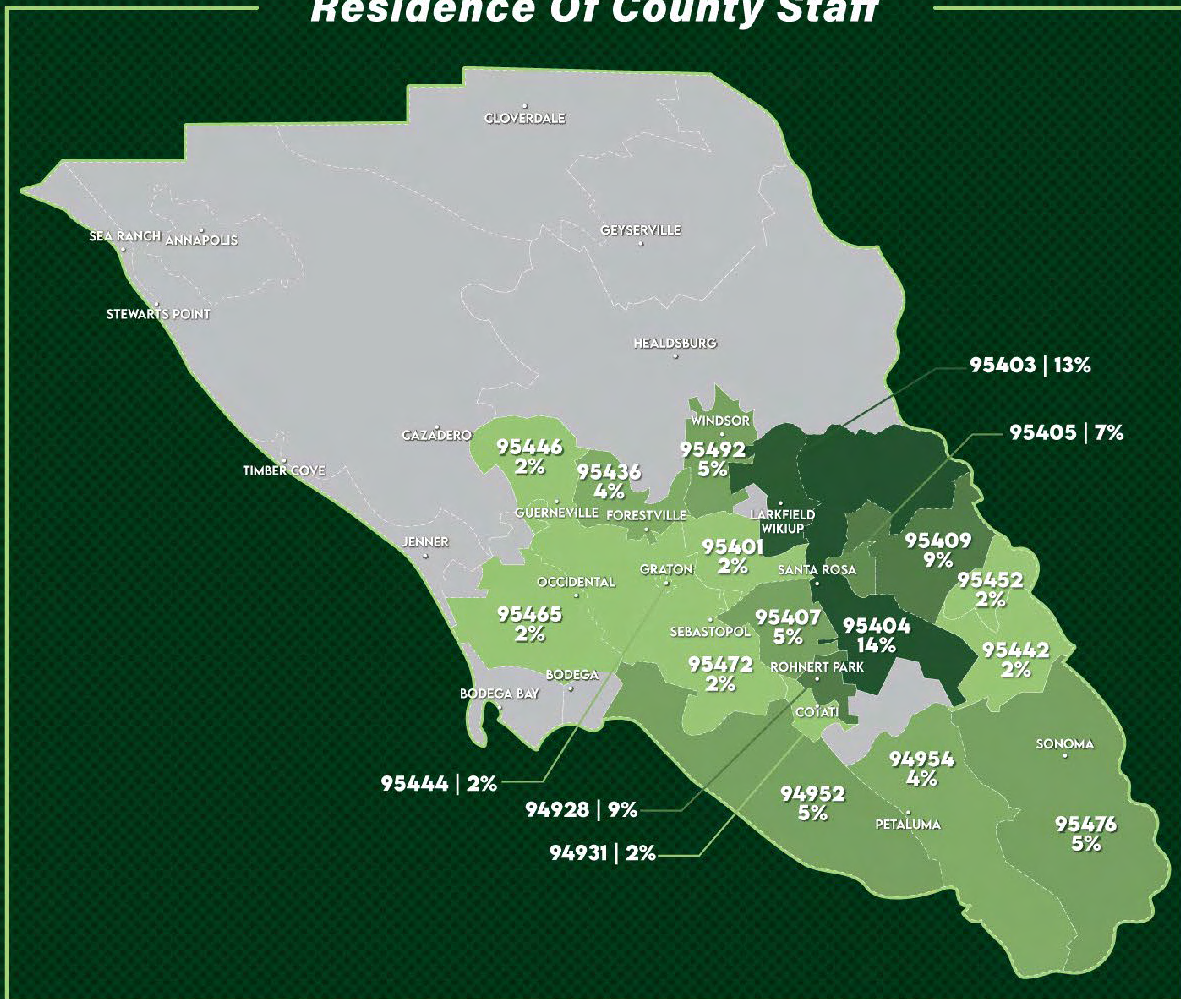 Residence Of County Staff
CLOVERDALE
GEYSERVILLE
SEA RANCH
ANNAPOLIS
STEWARTS POINT
HEALDSBURG
95403 | 13%
WINDSOR
95405 | 7%
CAZADERO
95446
2%
95492
5%
95436
4%
TIMBER COVE
GUERNEVILLE
FORESTVILLE
LARKFIELD
WIKIUP
JENNER
95401
2%
95409
9%
GRATON
SANTA ROSA
OCCIDENTAL
95452
2%
95465
2%
95407
5%
95404
14%
SEBASTOPOL
95442
2%
95472
2%
ROHNERT PARK
BODEGA
BODEGA BAY
COTATI
SONOMA
94954
4%
95444 | 2%
94928 | 9%
94952
5%
PETALUMA
95476
5%
94931 | 2%